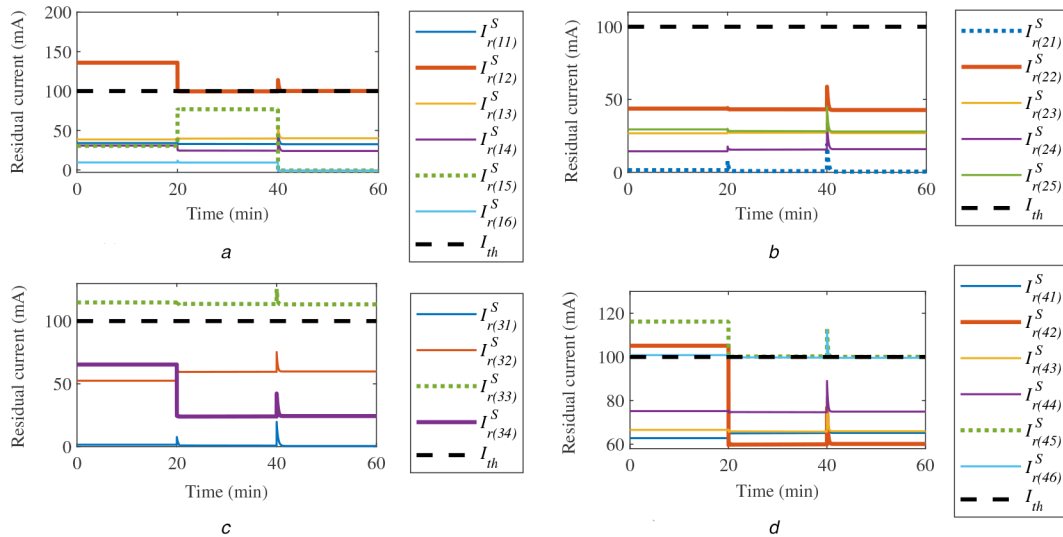 Residual current (mA)
200
150
100
50
0
0 20 40 60
Time (min)
a
I^S_r(11)
I^S_r(12)
I^S_r(13)
I^S_r(14)
I^S_r(15)
I^S_r(16)
I_th
Residual current (mA)
100
50
0
0 20 40 60
Time (min)
b
I^S_r(21)
I^S_r(22)
I^S_r(23)
I^S_r(24)
I^S_r(25)
I_th
Residual current (mA)
100
50
0
0 20 40 60
Time (min)
c
I^S_r(31)
I^S_r(32)
I^S_r(33)
I^S_r(34)
I_th
Residual current (mA)
120
100
80
60
0 20 40 60
Time (min)
d
I^S_r(41)
I^S_r(42)
I^S_r(43)
I^S_r(44)
I^S_r(45)
I^S_r(46)
I_th